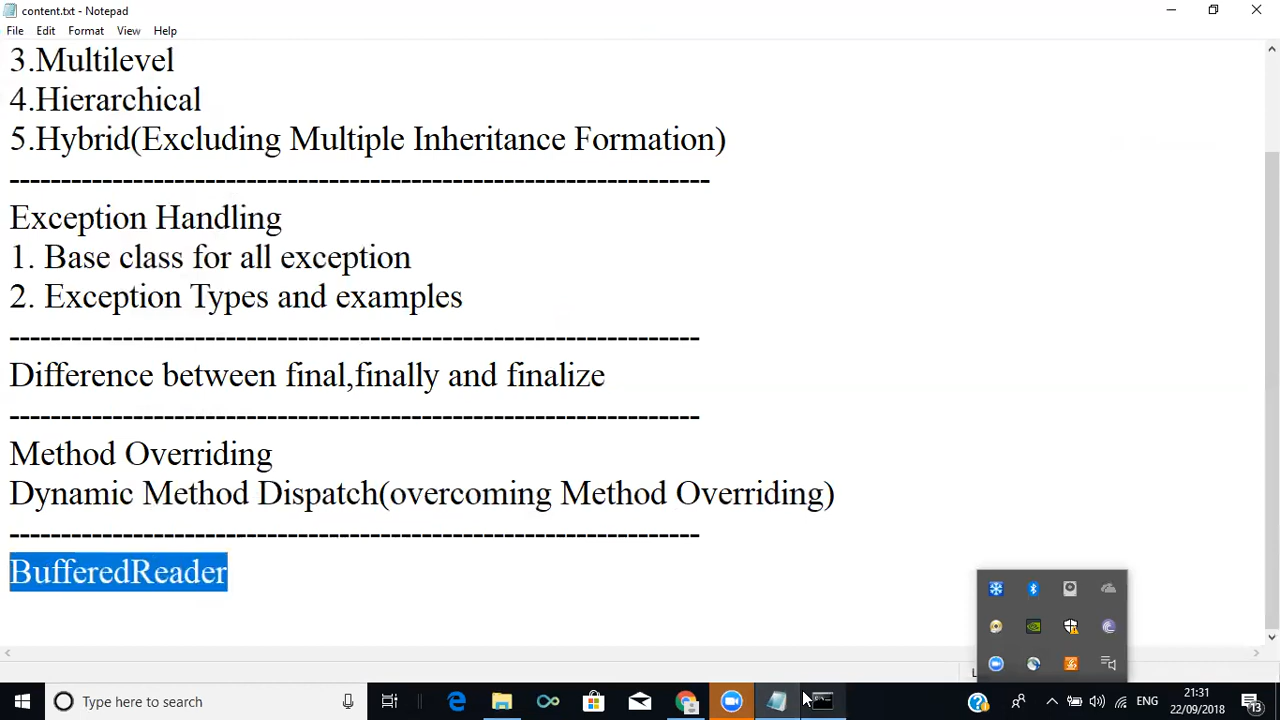 content.txt - Notepad
File Edit Format View Help
3.Multilevel
4.Hierarchical
5.Hybrid(Excluding Multiple Inheritance Formation)
--------------------------------------------------------------------
Exception Handling
1. Base class for all exception
2. Exception Types and examples
-------------------------------------------------------------------
Difference between final,finally and finalize
-------------------------------------------------------------------
Method Overriding
Dynamic Method Dispatch(overcoming Method Overriding)
-------------------------------------------------------------------
BufferedReader
Type here to search
ENG
21:31
22/09/2018
13